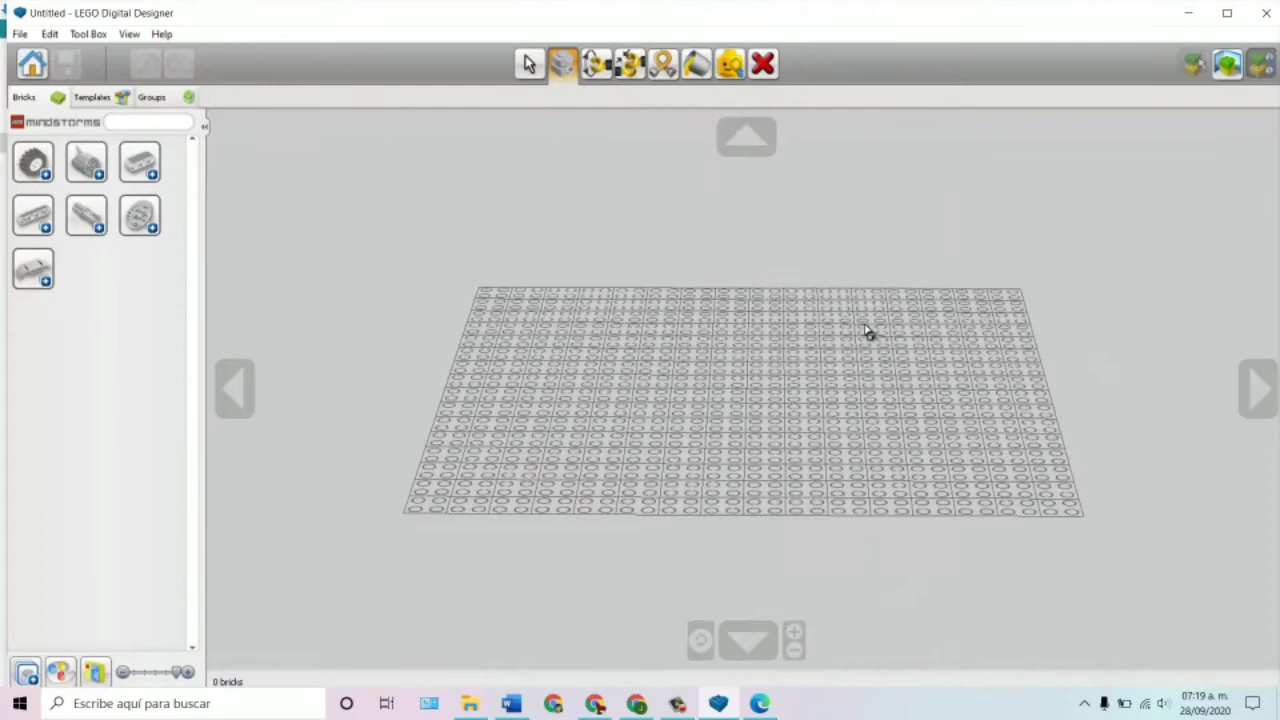 Untitled - LEGO Digital Designer
File Edit Tool Box View Help
Bricks Templates Groups
LEGO mindstorms
0 bricks
Escribe aquí para buscar
07:19 a. m.
28/09/2020